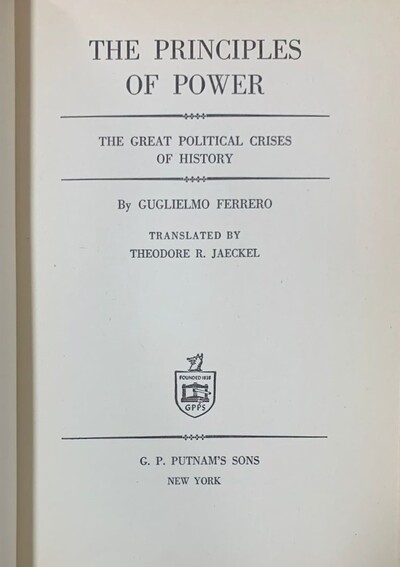 THE PRINCIPLES
OF POWER
THE GREAT POLITICAL CRISES
OF HISTORY
By GUGLIELMO FERRERO
TRANSLATED BY
THEODORE R. JAECKEL
FOUNDED 1838
GPPS
G. P. PUTNAM'S SONS
NEW YORK